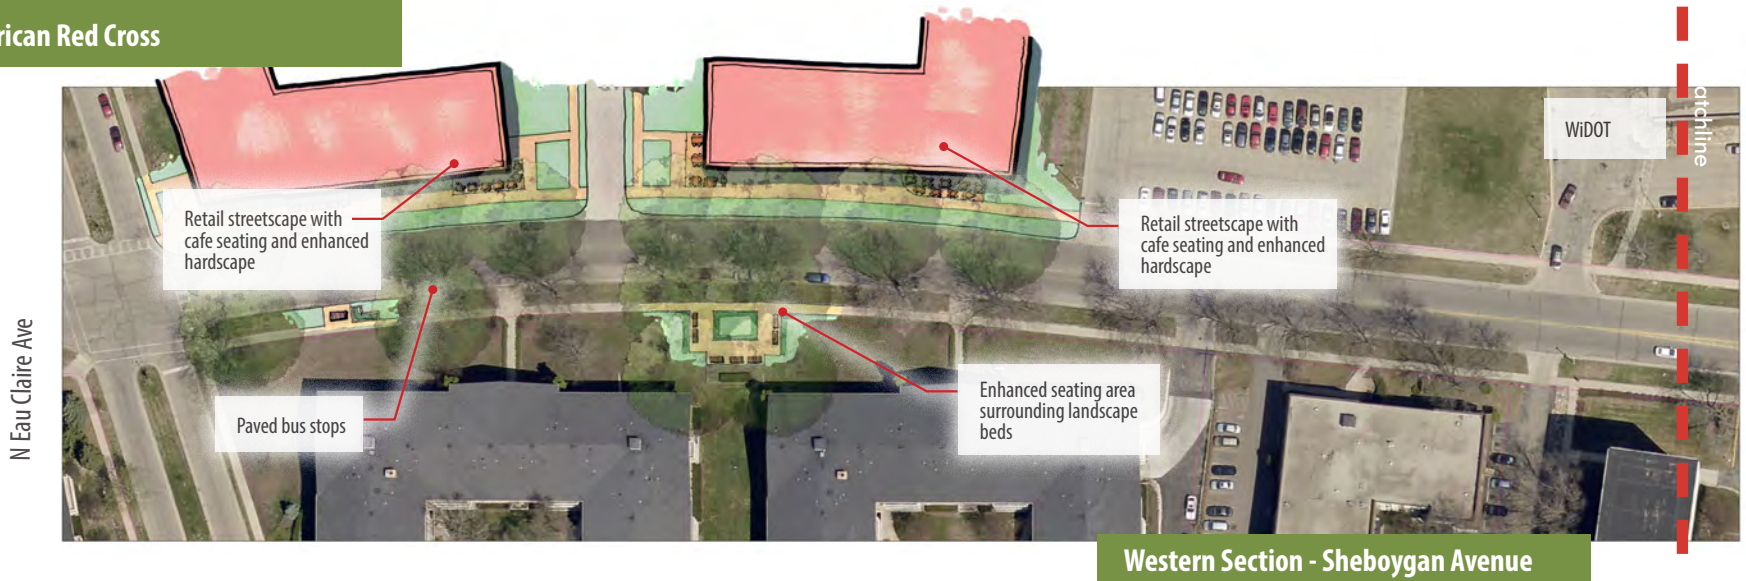 rican Red Cross
WiDOT
atchline
Retail streetscape with
cafe seating and enhanced
hardscape
Retail streetscape with
cafe seating and enhanced
hardscape
N Eau Claire Ave
Paved bus stops
Enhanced seating area
surrounding landscape
beds
Western Section - Sheboygan Avenue